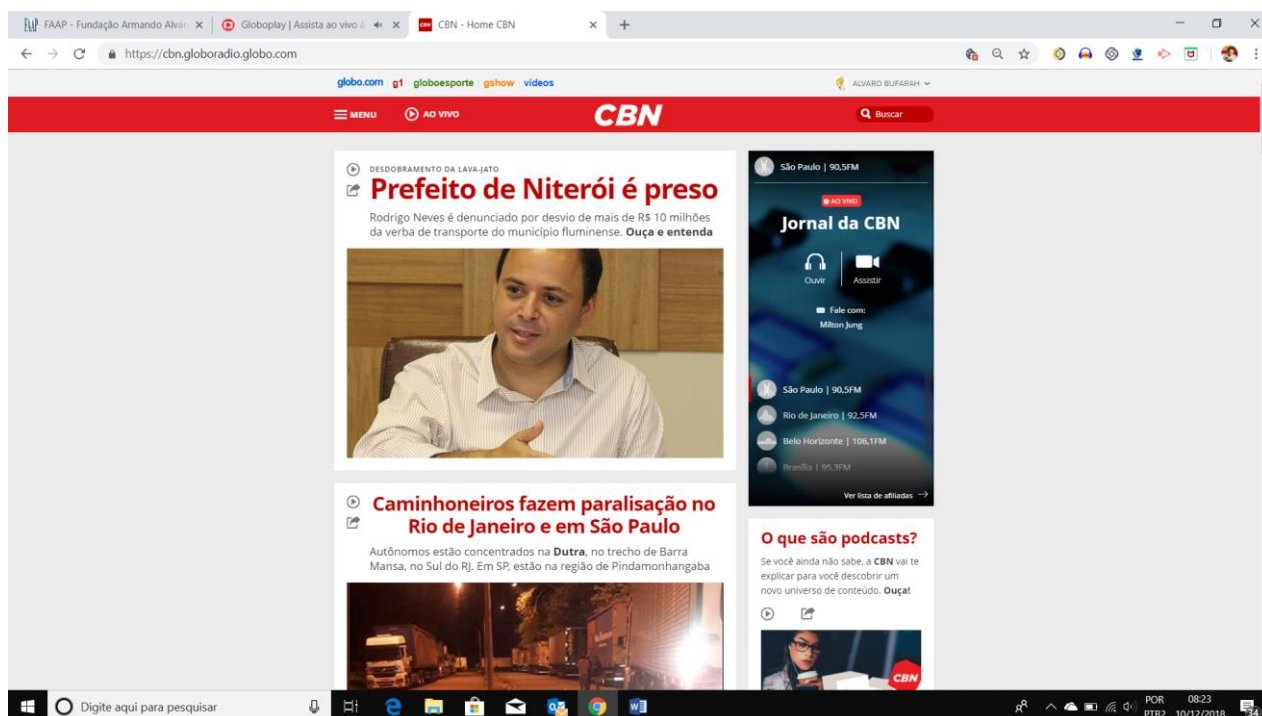 FAAP - Fundação Armando Alvar
Globoplay | Assista ao vivo à
CBN - Home CBN
https://cbn.globoradio.globo.com
globo.com g1 globoesporte gshow videos
ALVARO BUFARAH
MENU
AO VIVO
CBN
Buscar
DESDOBRAMENTO DA LAVA-JATO
Prefeito de Niterói é preso
Rodrigo Neves é denunciado por desvio de mais de R$ 10 milhões
da verba de transporte do município fluminense. Ouça e entenda
Caminhoneiros fazem paralisação no
Rio de Janeiro e em São Paulo
Autônomos estão concentrados na Dutra, no trecho de Barra
Mansa, no Sul do RJ. Em SP, estão na região de Pindamonhangaba
São Paulo | 90,5FM
AO VIVO
Jornal da CBN
Ouvir
Assistir
Fale com:
Milton Jung
São Paulo | 90,5FM
Rio de Janeiro | 92,5FM
Belo Horizonte | 106,1FM
Brasília | 95,3FM
Ver lista de afiliadas
O que são podcasts?
Se você ainda não sabe, a CBN vai te
explicar para você descobrir um
novo universo de conteúdo. Ouça!
CBN
Digite aqui para pesquisar
POR
PTB2
08:23
10/12/2018
34